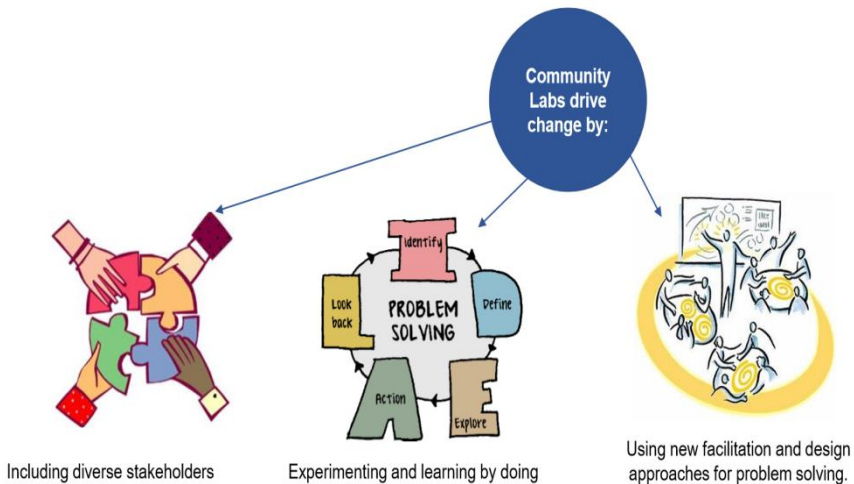 Community
Labs drive
change by:
Identify
Look
back
PROBLEM
SOLVING
Define
Action
Explore
Including diverse stakeholders
Experimenting and learning by doing
Using new facilitation and design
approaches for problem solving.